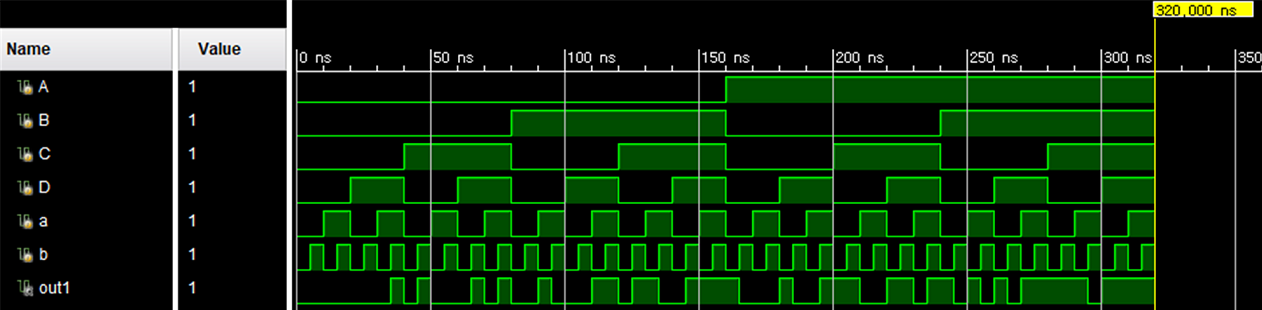 320,000 ns
Name Value
0 ns 50 ns 100 ns 150 ns 200 ns 250 ns 300 ns 350
A 1
B 1
C 1
D 1
a 1
b 1
out1 1